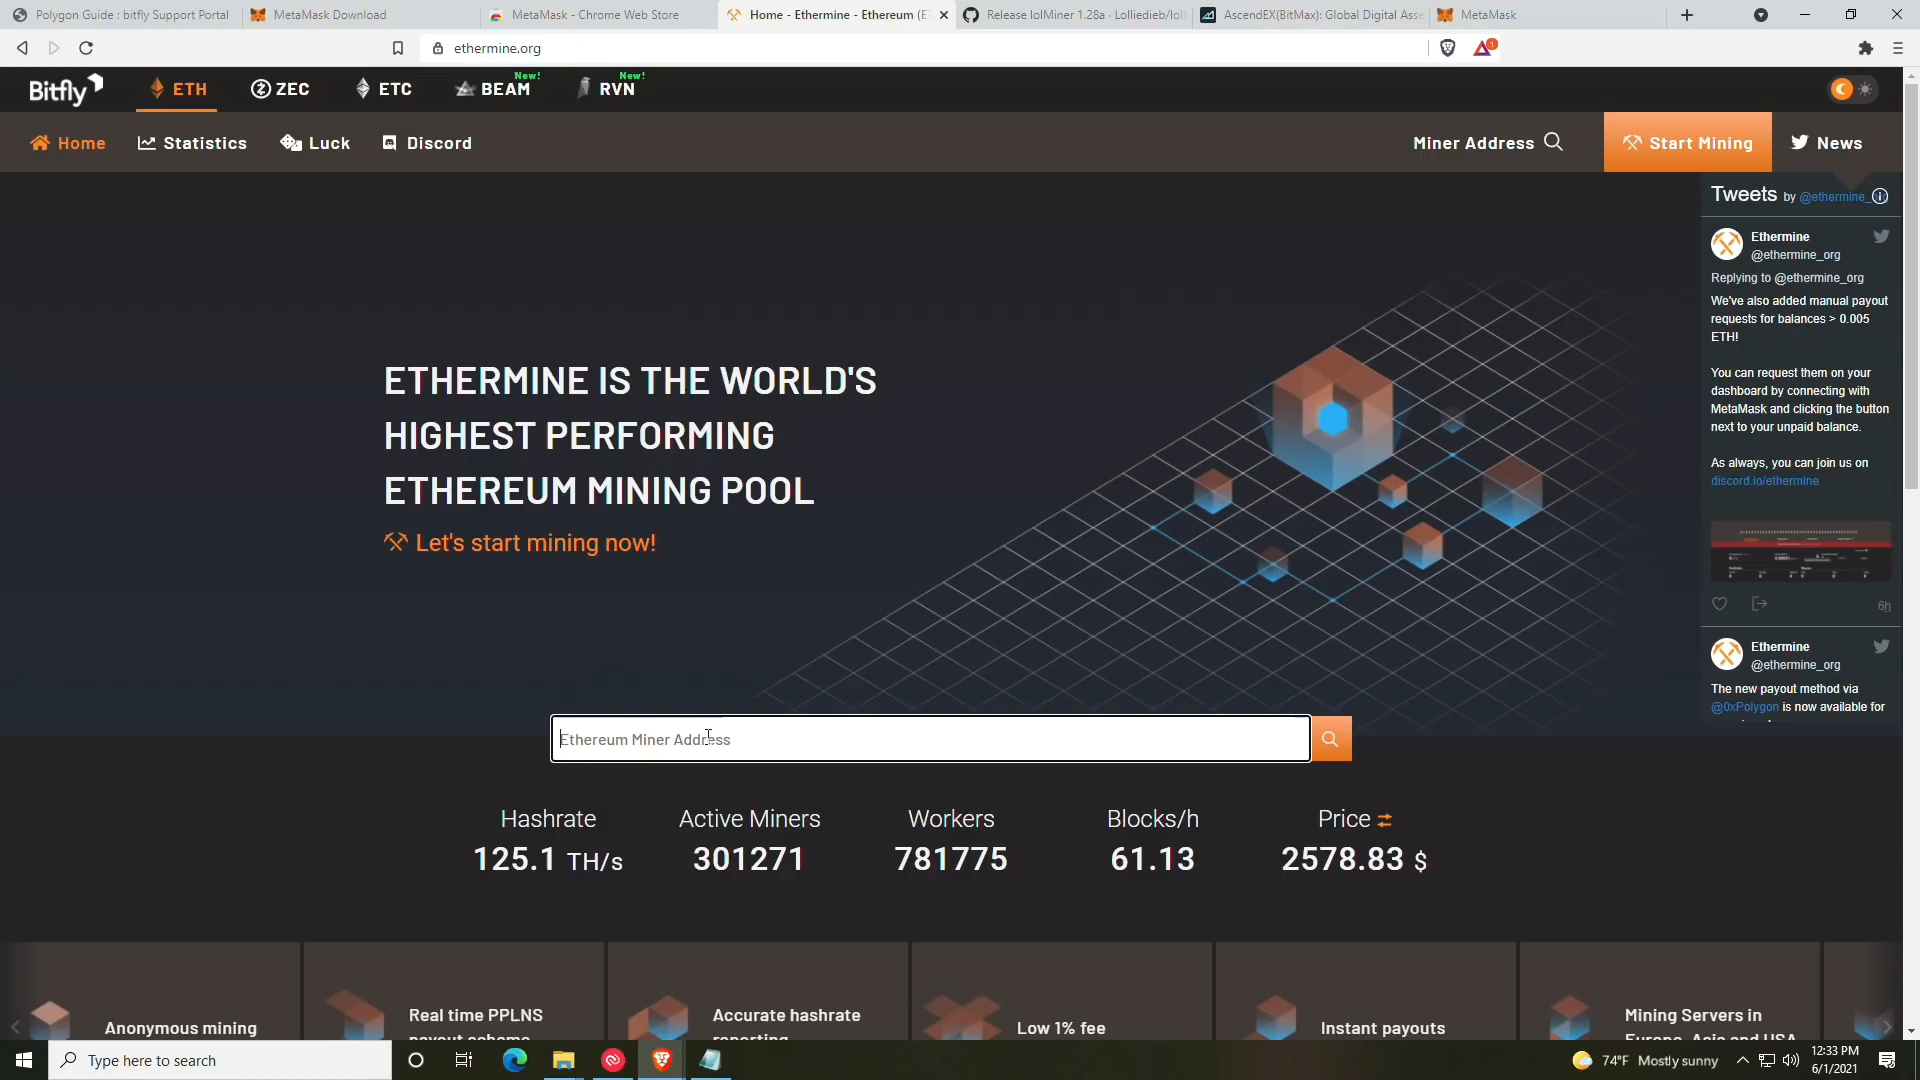 Polygon Guide : bitfly Support Portal
MetaMask Download
MetaMask - Chrome Web Store
Home - Ethermine - Ethereum (E
Release lolMiner 1.28a · Lolliedieb/lol
AscendEX(BitMax): Global Digital Asse
MetaMask
ethermine.org
1
Bitfly
ETH
ZEC
ETC
BEAM
New!
RVN
New!
Home
Statistics
Luck
Discord
Miner Address
Start Mining
News
Tweets by @ethermine_
Ethermine
@ethermine_org
Replying to @ethermine_org
We've also added manual payout
requests for balances > 0.005
ETH!
You can request them on your
dashboard by connecting with
MetaMask and clicking the button
next to your unpaid balance.
As always, you can join us on
discord.io/ethermine
6h
Ethermine
@ethermine_org
The new payout method via
@0xPolygon is now available for
ETHERMINE IS THE WORLD'S
HIGHEST PERFORMING
ETHEREUM MINING POOL
Let's start mining now!
Ethereum Miner Address
Hashrate
125.1 TH/s
Active Miners
301271
Workers
781775
Blocks/h
61.13
Price
2578.83 $
Anonymous mining
Real time PPLNS
payout scheme
Accurate hashrate
reporting
Low 1% fee
Instant payouts
Mining Servers in
Europe, Asia and USA
Type here to search
74°F Mostly sunny
12:33 PM
6/1/2021